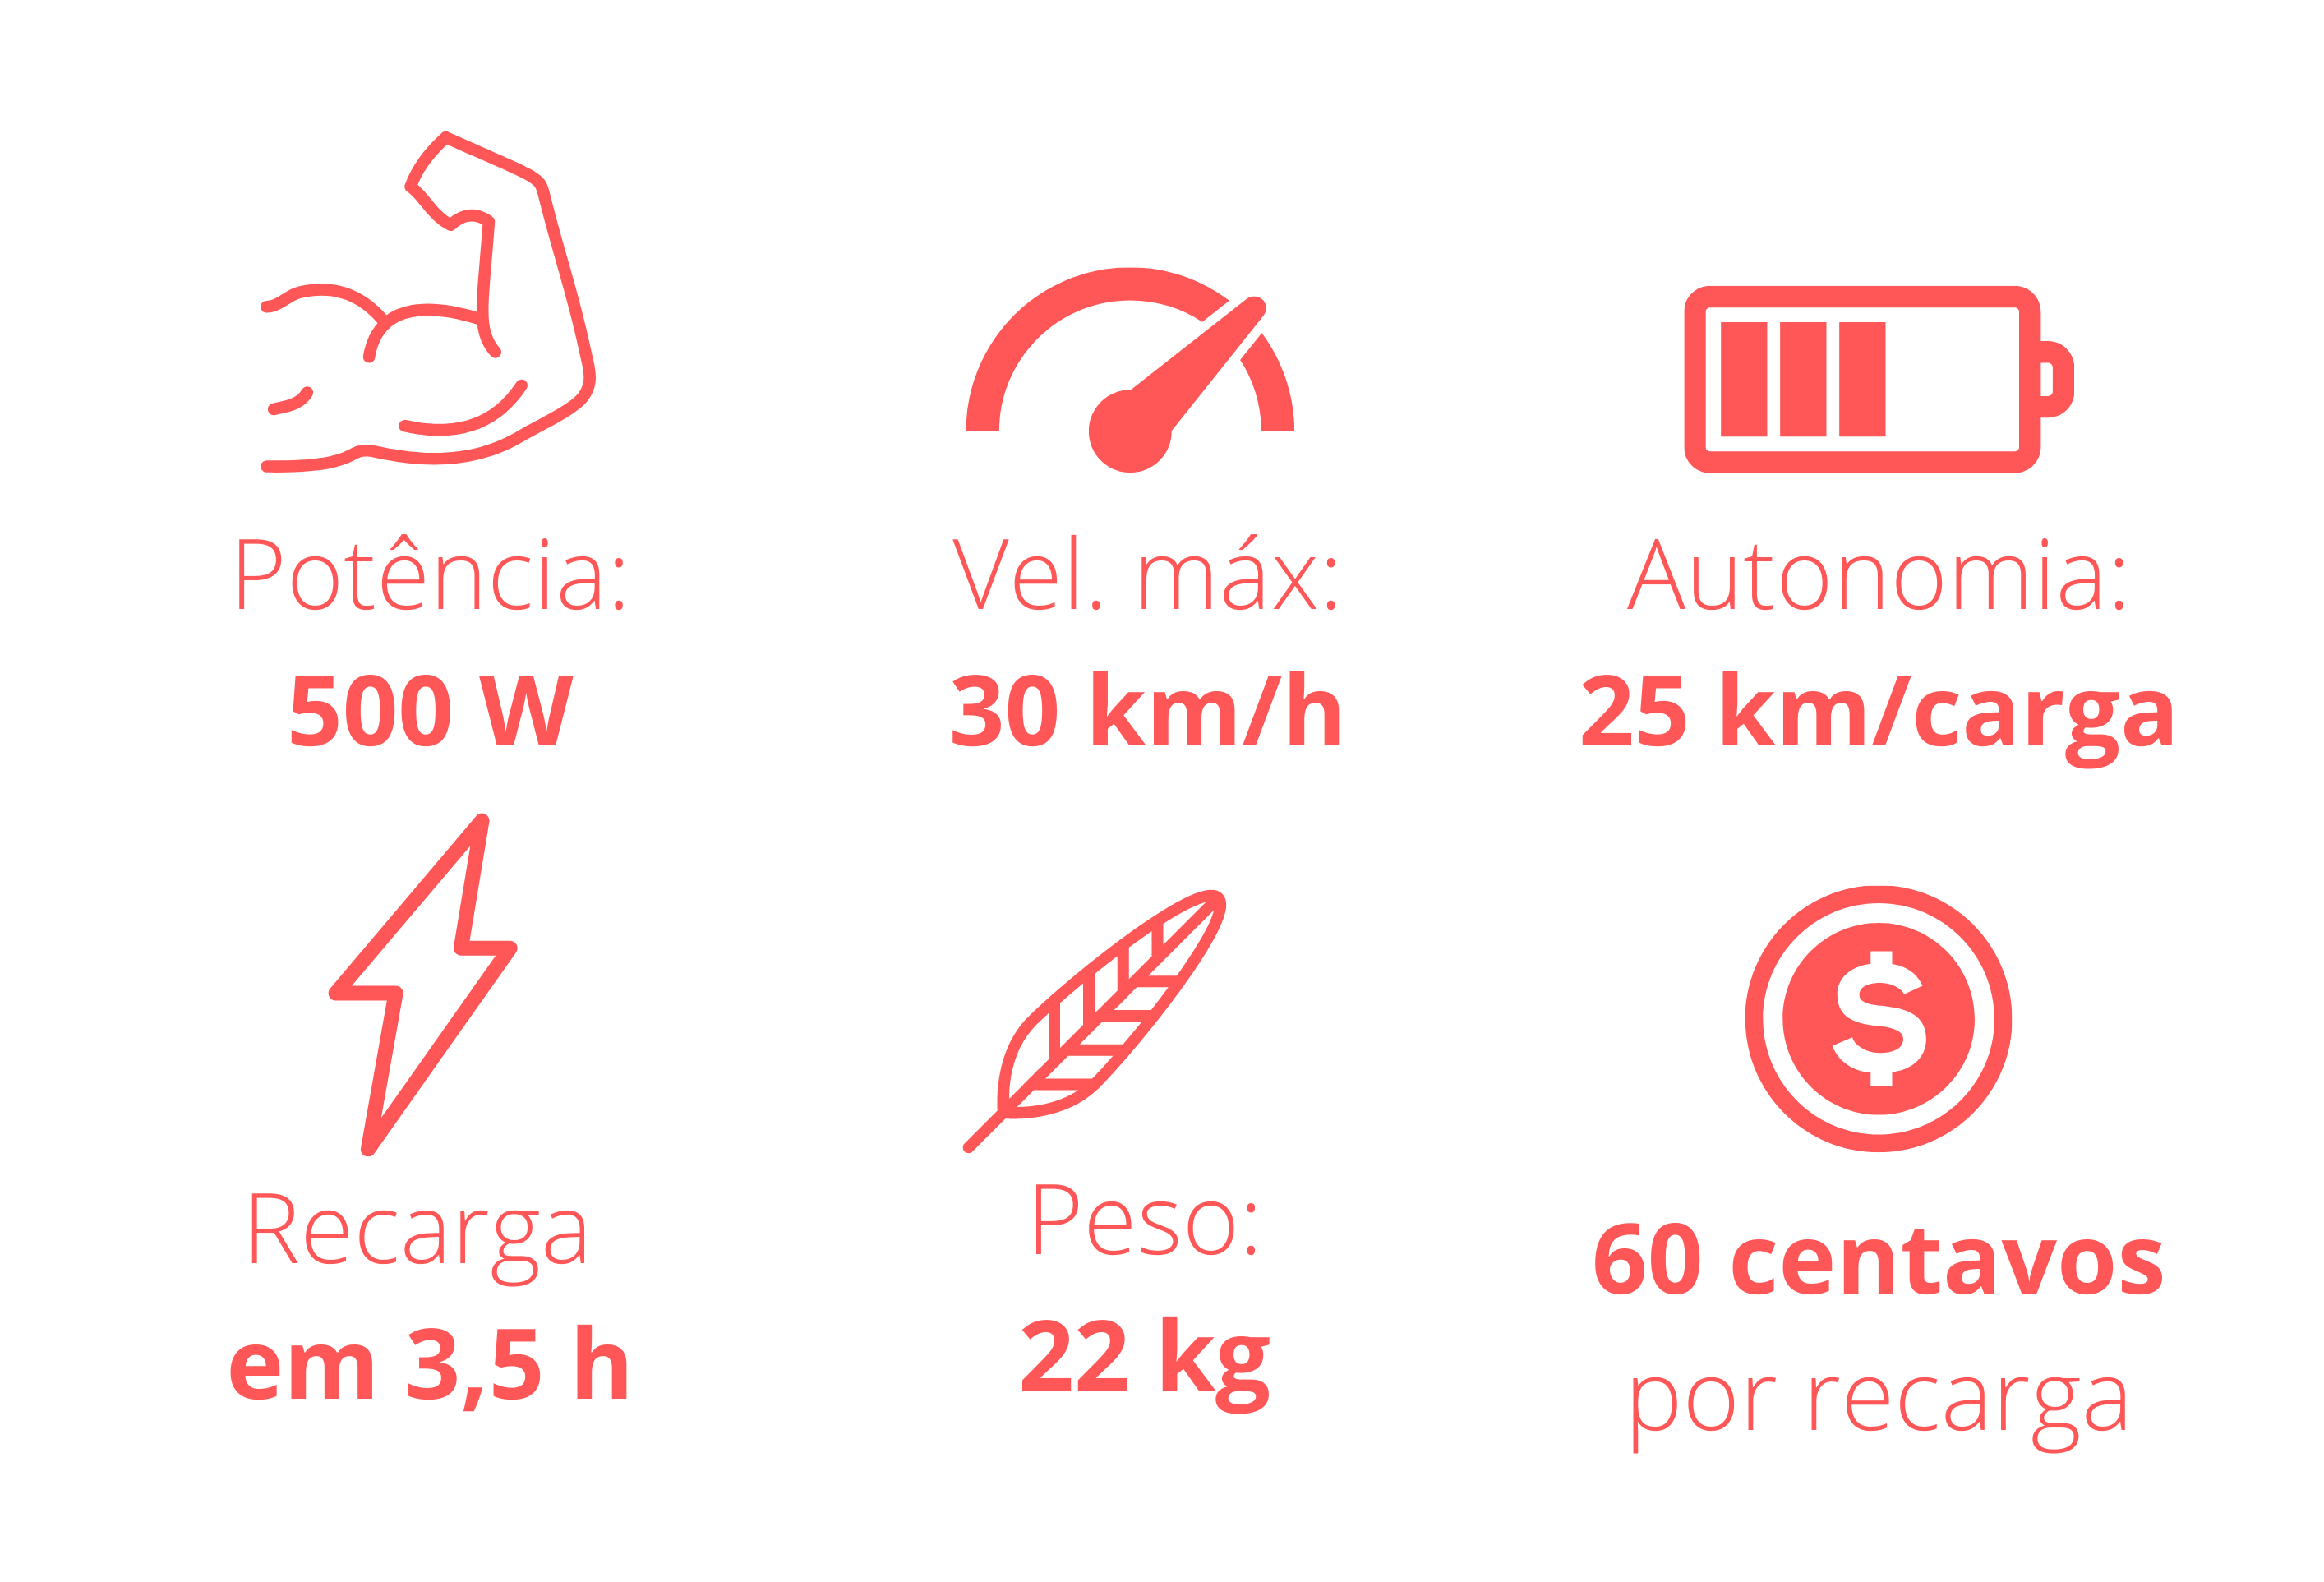 Potência:
500 W
Vel. máx:
30 km/h
Autonomia:
25 km/carga
Recarga
em 3,5 h
Peso:
22 kg
60 centavos
por recarga